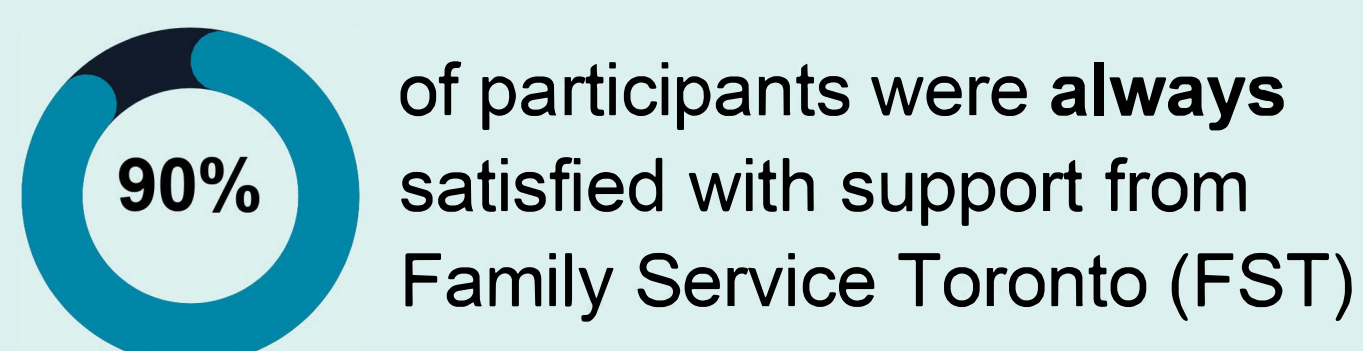 90%
of participants were always
satisfied with support from
Family Service Toronto (FST)